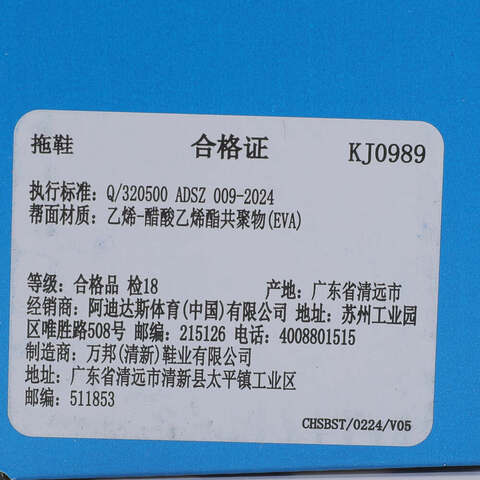 拖鞋 合格证 KJ0989
执行标准: Q/320500 ADSZ 009-2024
帮面材质: 乙烯-醋酸乙烯酯共聚物(EVA)
等级: 合格品 检18 产地: 广东省清远市
经销商: 阿迪达斯体育(中国)有限公司 地址: 苏州工业园
区唯胜路508号 邮编: 215126 电话: 4008801515
制造商: 万邦(清新)鞋业有限公司
地址: 广东省清远市清新县太平镇工业区
邮编: 511853
CHSBST/0224/V05